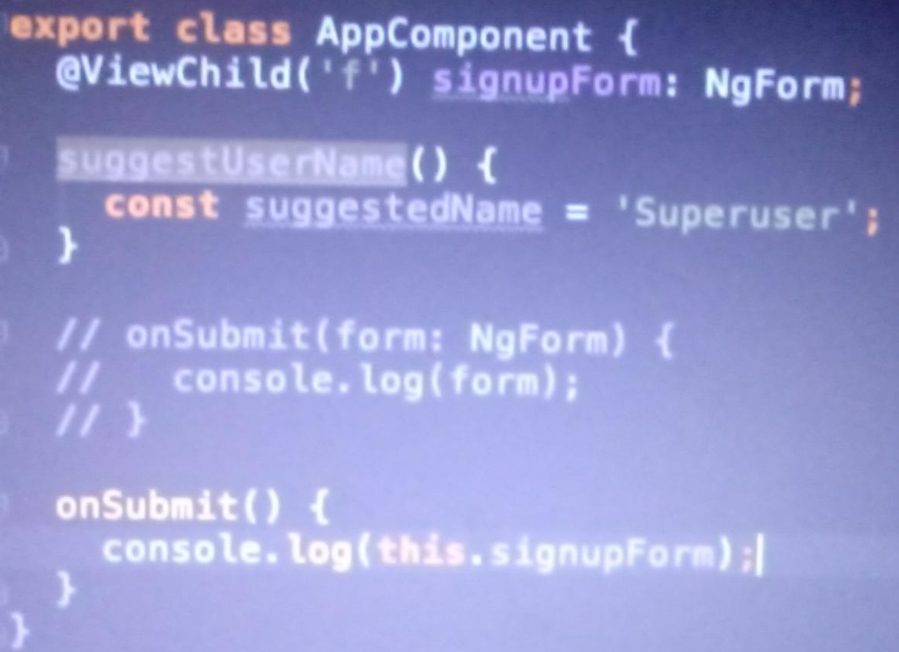 export class AppComponent {
@ViewChild('f') signupForm: NgForm;
suggestUserName() {
const suggestedName = 'Superuser';
}
// onSubmit(form: NgForm) {
//   console.log(form);
// }
onSubmit() {
console.log(this.signupForm);
}
}